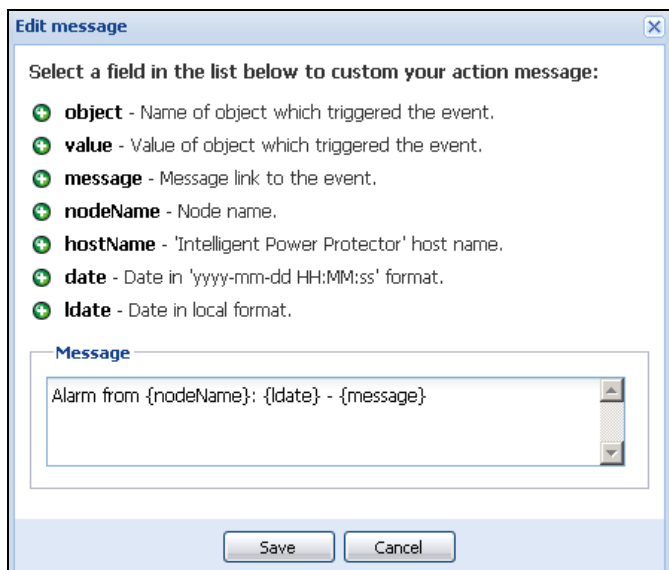 Edit message
Select a field in the list below to custom your action message:
object - Name of object which triggered the event.
value - Value of object which triggered the event.
message - Message link to the event.
nodeName - Node name.
hostName - 'Intelligent Power Protector' host name.
date - Date in 'yyyy-mm-dd HH:MM:ss' format.
ldate - Date in local format.
Message
Alarm from {nodeName}: {ldate} - {message}
Save Cancel